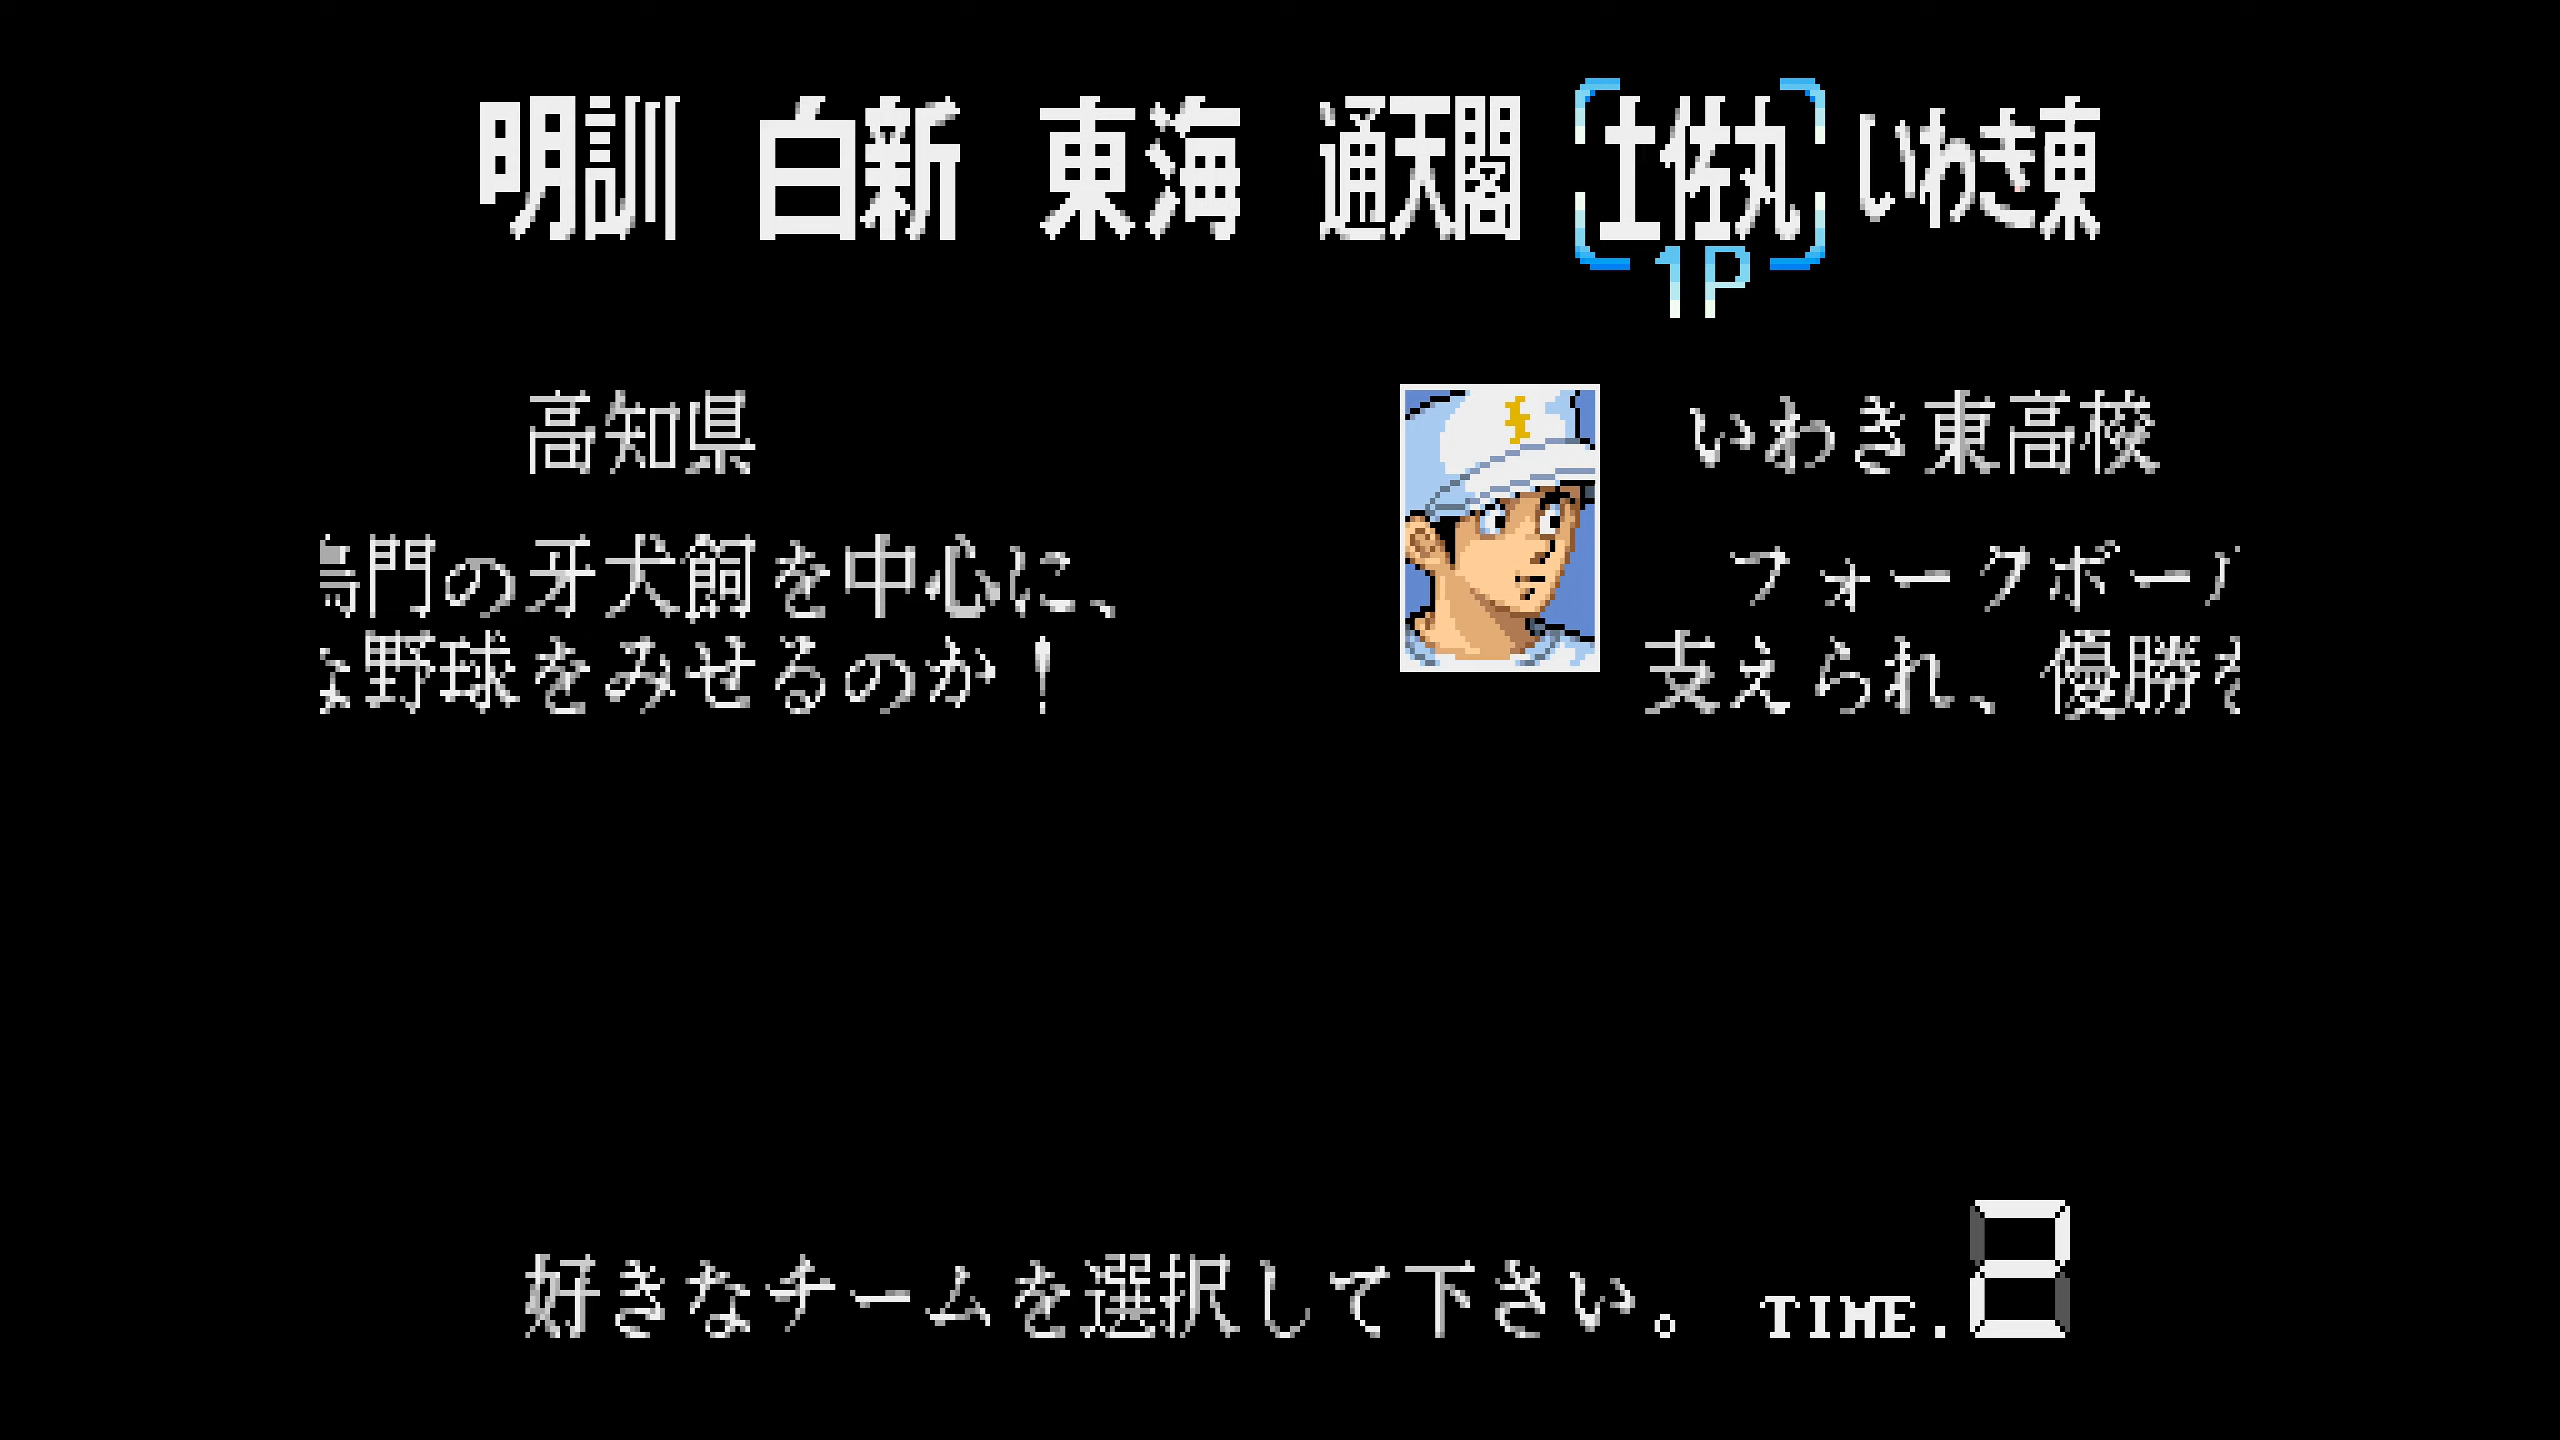 明訓 白新 東海 通天閣 土佐丸 いわき東
1P
高知県
門の牙犬飼を中心に、
野球をみせるのか！
いわき東高校
フォークボー
支えられ、優勝
好きなチームを選択して下さい。 TIME. 2